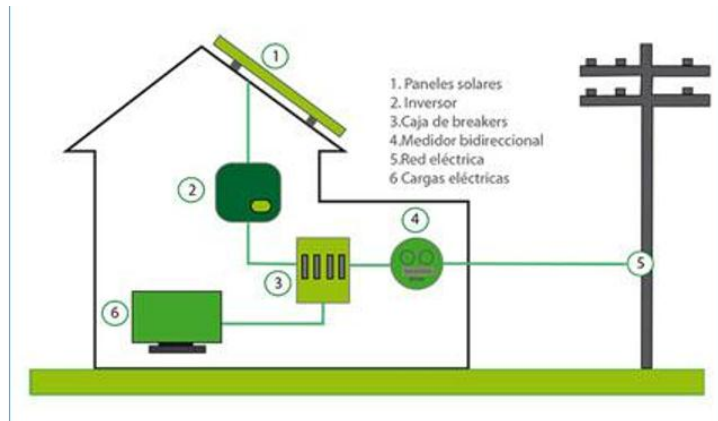 1
1. Paneles solares
2. Inversor
3.Caja de breakers
4.Medidor bidireccional
5.Red eléctrica
6 Cargas eléctricas
2
4
5
3
6